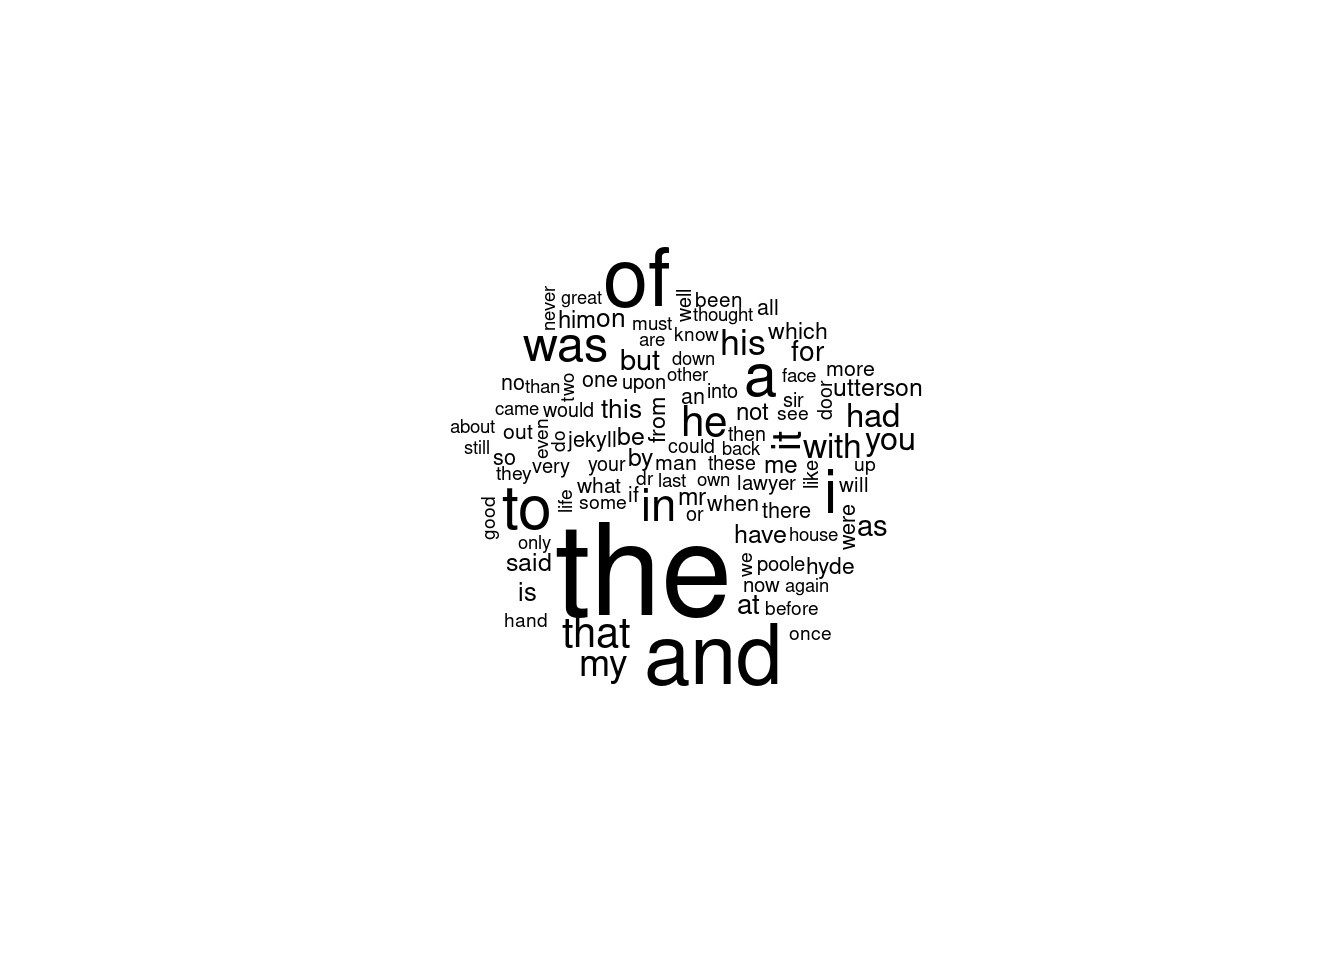 of
never
great
well
been
thought
all
him
on
must
are
know
his
which
was
but
down
for
other
a
face
more
no
than
two
one
upon
an
into
sir
door
utterson
came
would
this
from
he
not
see
had
about
out
even
do
jekyll
be
could
then
back
it
with
you
still
so
they
very
your
by
man
these
me
like
up
will
what
some
if
dr
last
own
lawyer
i
good
to
life
in
mr
or
when
there
were
as
only
have
house
said
the
we
poole
hyde
is
now
again
at
before
hand
that
my
and
once